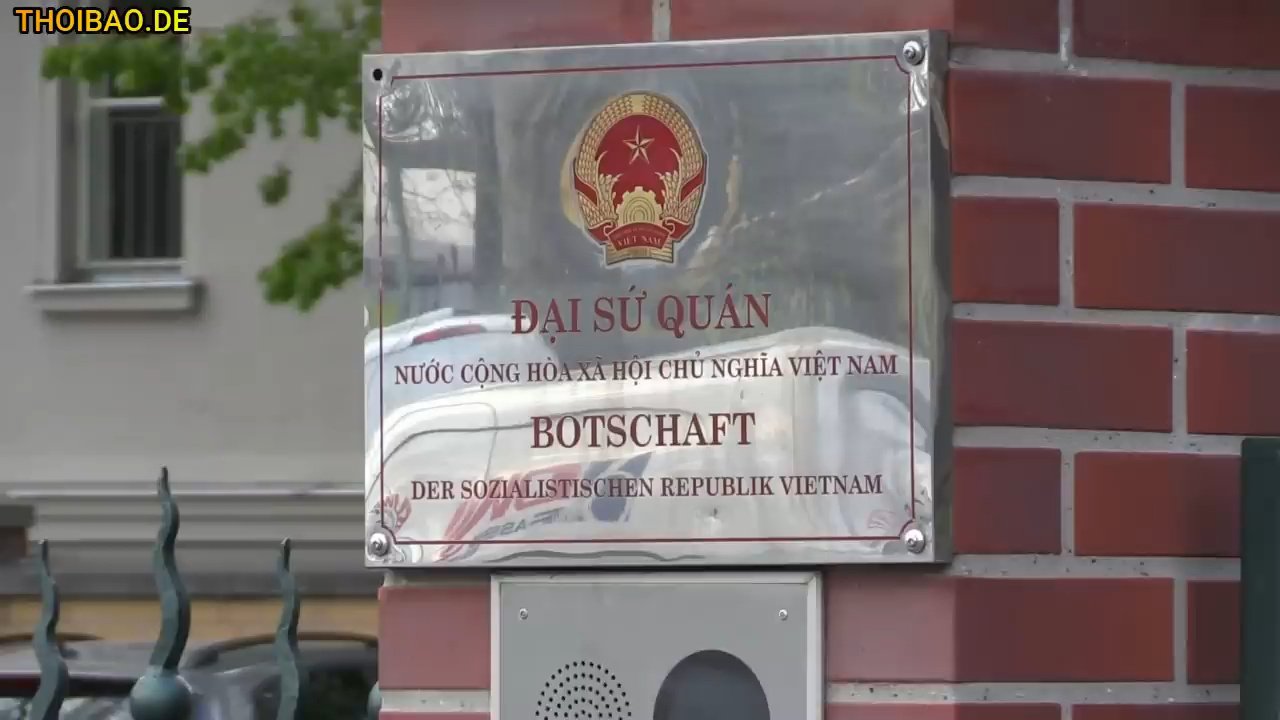 THOIBAO.DE
VIỆT NAM
ĐẠI SỨ QUÁN
NƯỚC CỘNG HÒA XÃ HỘI CHỦ NGHĨA VIỆT NAM
BOTSCHAFT
DER SOZIALISTISCHEN REPUBLIK VIETNAM